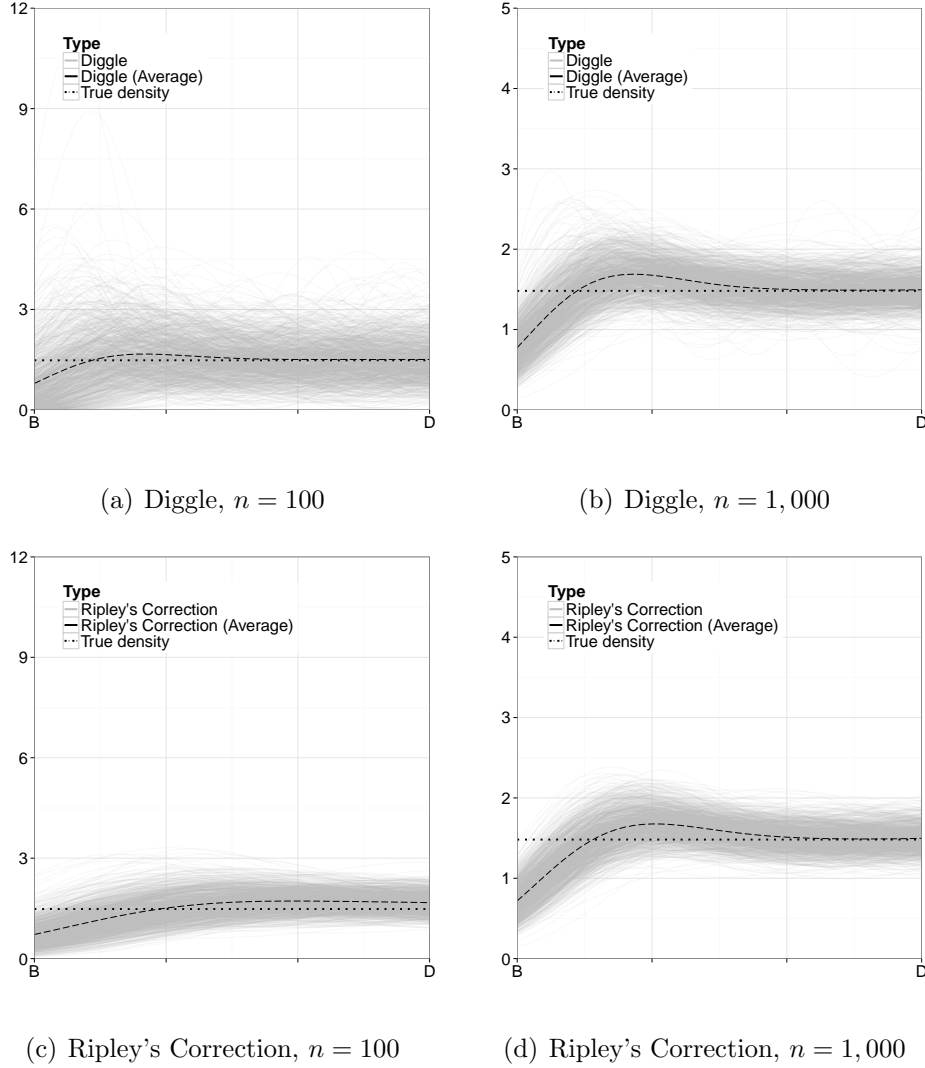 12
9
6
3
0
B
D
Type
Diggle
Diggle (Average)
True density
(a) Diggle, n = 100
5
4
3
2
1
0
B
D
Type
Diggle
Diggle (Average)
True density
(b) Diggle, n = 1,000
12
9
6
3
0
B
D
Type
Ripley's Correction
Ripley's Correction (Average)
True density
(c) Ripley's Correction, n = 100
5
4
3
2
1
0
B
D
Type
Ripley's Correction
Ripley's Correction (Average)
True density
(d) Ripley's Correction, n = 1,000